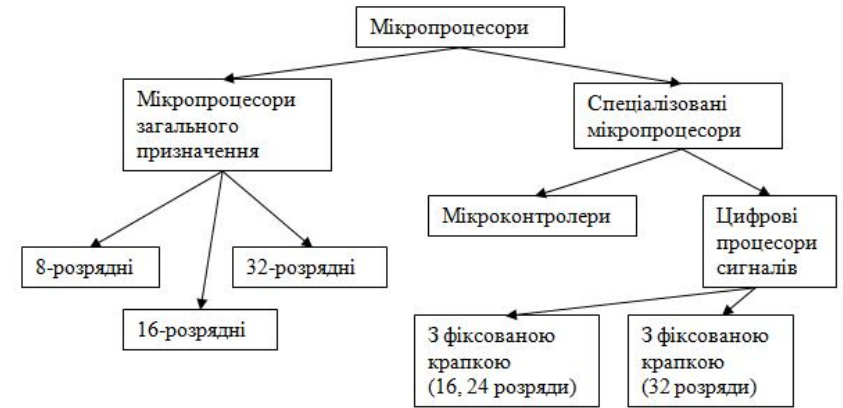 Мікропроцесори
Мікропроцесори
загального
призначення
Спеціалізовані
мікропроцесори
Мікроконтролери
Цифрові
процесори
сигналів
8-розрядні
32-розрядні
16-розрядні
З фіксованою
крапкою
(16, 24 розряди)
З фіксованою
крапкою
(32 розряди)